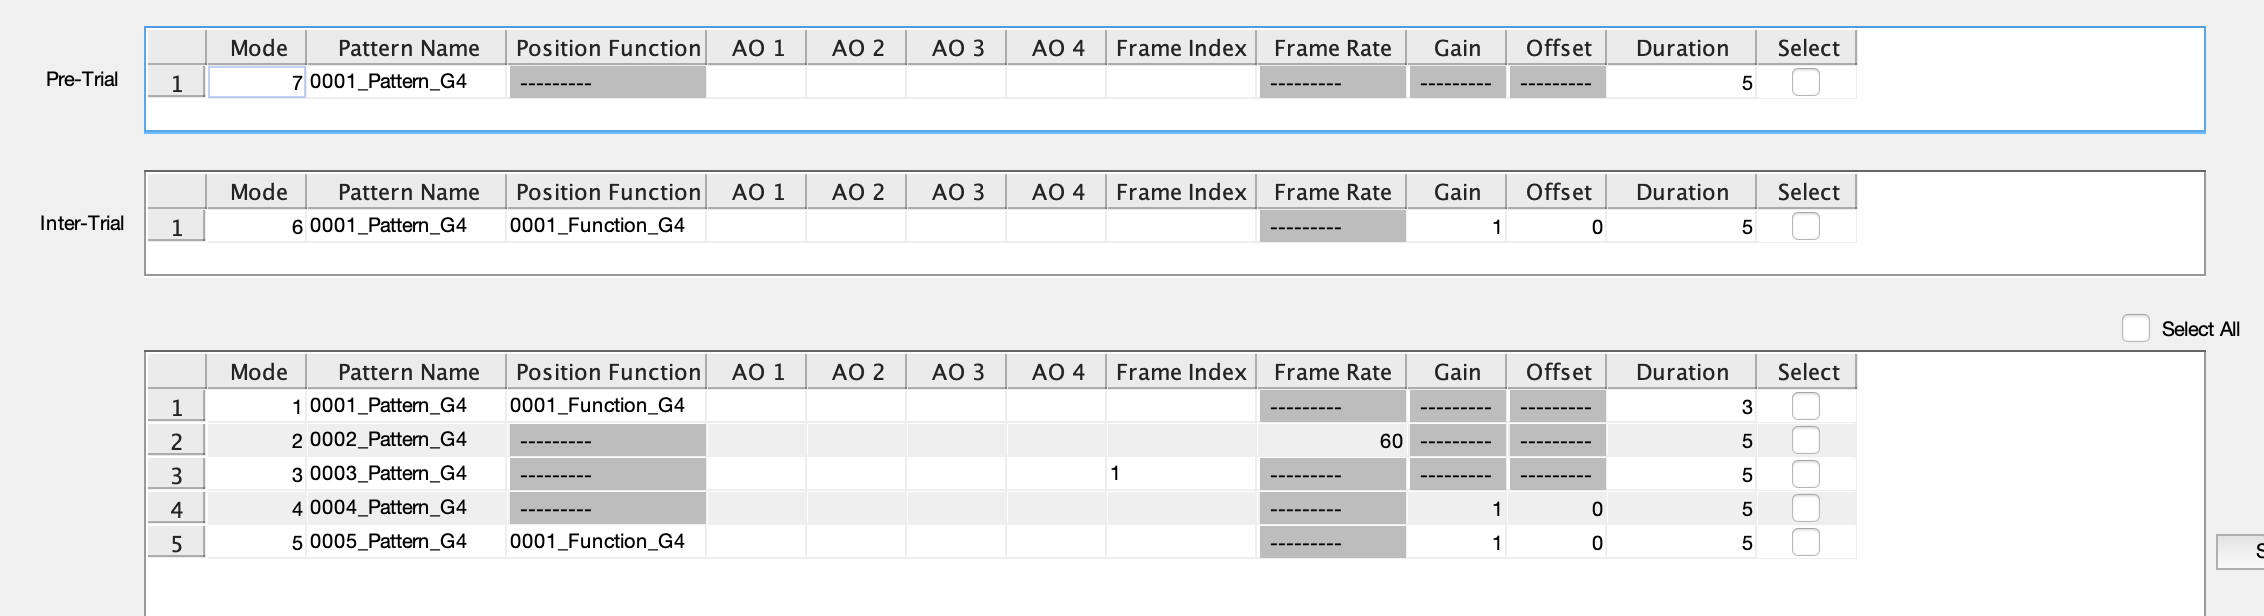 Mode Pattern Name Position Function AO 1 AO 2 AO 3 AO 4 Frame Index Frame Rate Gain Offset Duration Select
Pre-Trial 1 7 0001_Pattern_G4 --------- --------- --------- --------- 5
Mode Pattern Name Position Function AO 1 AO 2 AO 3 AO 4 Frame Index Frame Rate Gain Offset Duration Select
Inter-Trial 1 6 0001_Pattern_G4 0001_Function_G4 --------- 1 0 5
Select All
Mode Pattern Name Position Function AO 1 AO 2 AO 3 AO 4 Frame Index Frame Rate Gain Offset Duration Select
1 1 0001_Pattern_G4 0001_Function_G4 --------- --------- --------- 3
2 2 0002_Pattern_G4 --------- 60 --------- --------- 5
3 3 0003_Pattern_G4 --------- 1 --------- --------- --------- 5
4 4 0004_Pattern_G4 --------- --------- 1 0 5
5 5 0005_Pattern_G4 0001_Function_G4 --------- 1 0 5